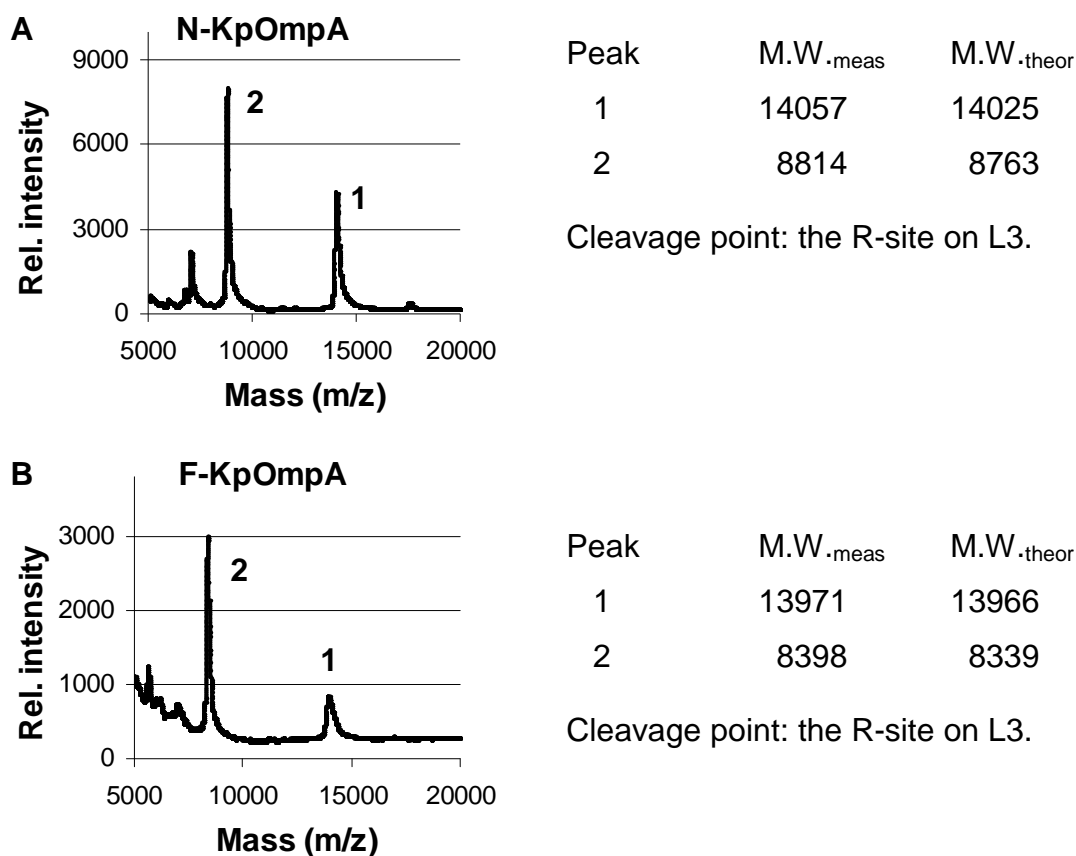 A
N-KpOmpA
Rel. intensity
9000
6000
3000
0
2
1
5000 10000 15000 20000
Mass (m/z)
Peak M.W.meas M.W.theor
1 14057 14025
2 8814 8763
Cleavage point: the R-site on L3.
B
F-KpOmpA
Rel. intensity
3000
2000
1000
0
2
1
5000 10000 15000 20000
Mass (m/z)
Peak M.W.meas M.W.theor
1 13971 13966
2 8398 8339
Cleavage point: the R-site on L3.